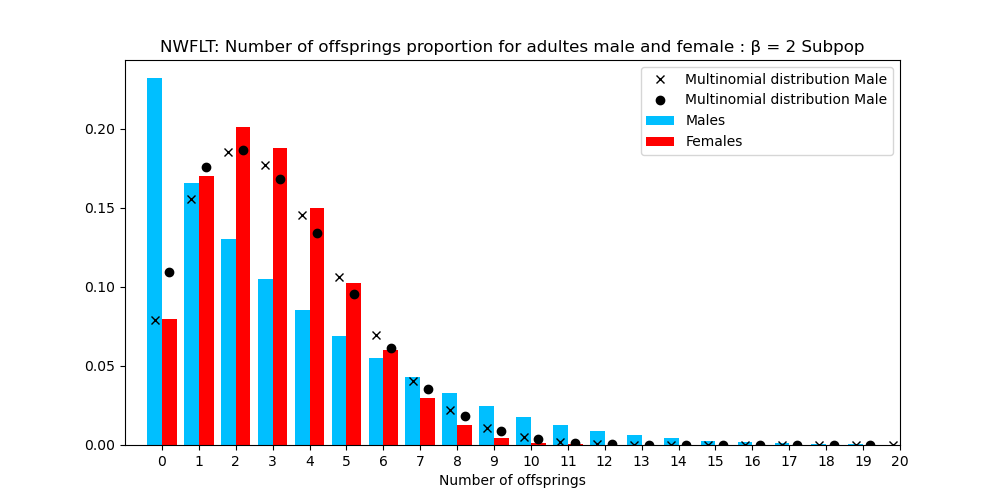 NWFLT: Number of offsprings proportion for adultes male and female : β = 2 Subpop
Multinomial distribution Male
Multinomial distribution Male
Males
Females
0.20
0.15
0.10
0.05
0.00
0 1 2 3 4 5 6 7 8 9 10 11 12 13 14 15 16 17 18 19 20
Number of offsprings